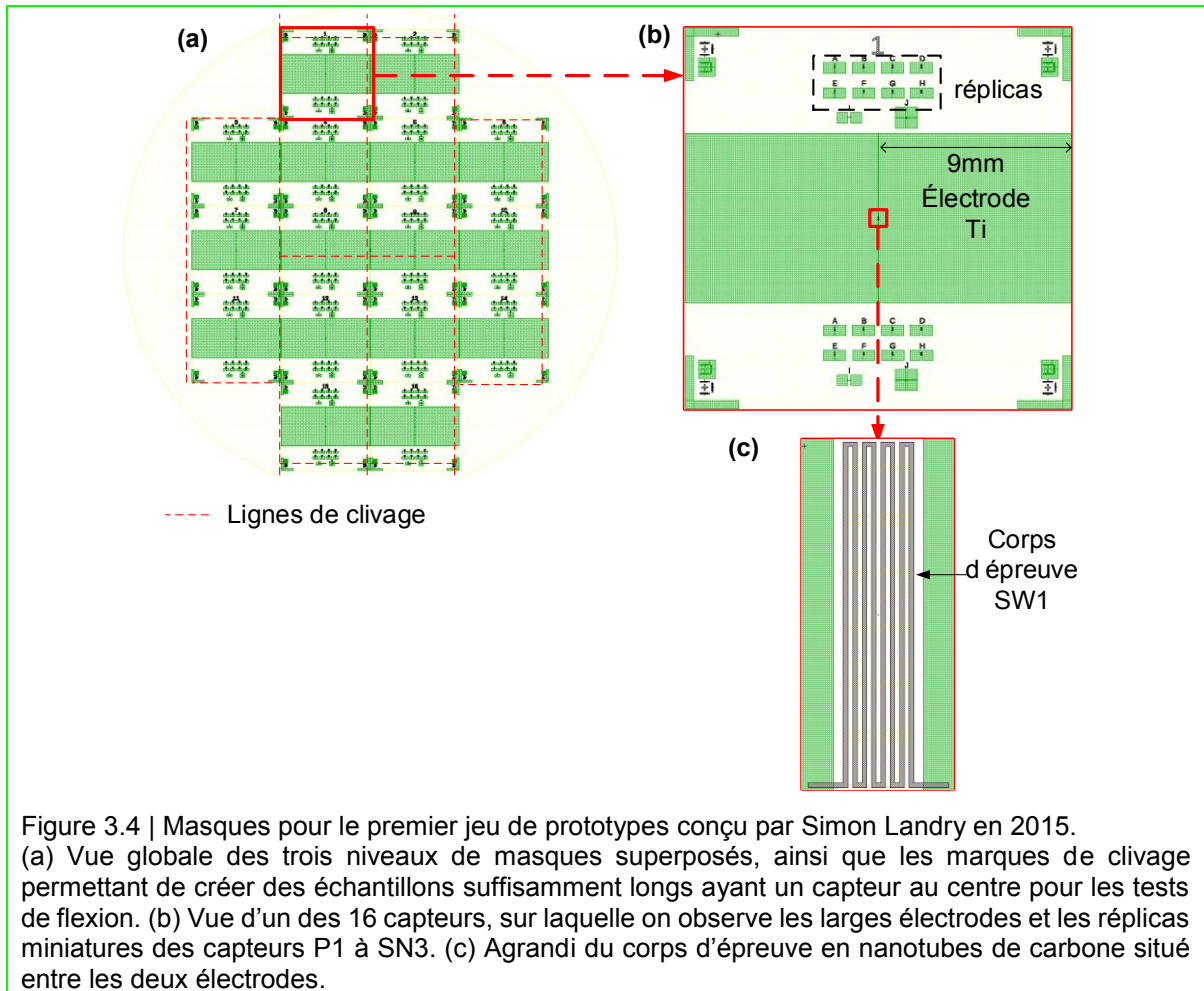 (a)
(b)
1
A B C D
E F G H
I J
réplicas
9mm
Électrode
Ti
A B C D
E F G H
I J
(c)
Lignes de clivage
Corps
d épreuve
SW1
Figure 3.4 | Masques pour le premier jeu de prototypes conçu par Simon Landry en 2015.
(a) Vue globale des trois niveaux de masques superposés, ainsi que les marques de clivage
permettant de créer des échantillons suffisamment longs ayant un capteur au centre pour les tests
de flexion. (b) Vue d'un des 16 capteurs, sur laquelle on observe les larges électrodes et les réplicas
miniatures des capteurs P1 à SN3. (c) Agrandi du corps d'épreuve en nanotubes de carbone situé
entre les deux électrodes.